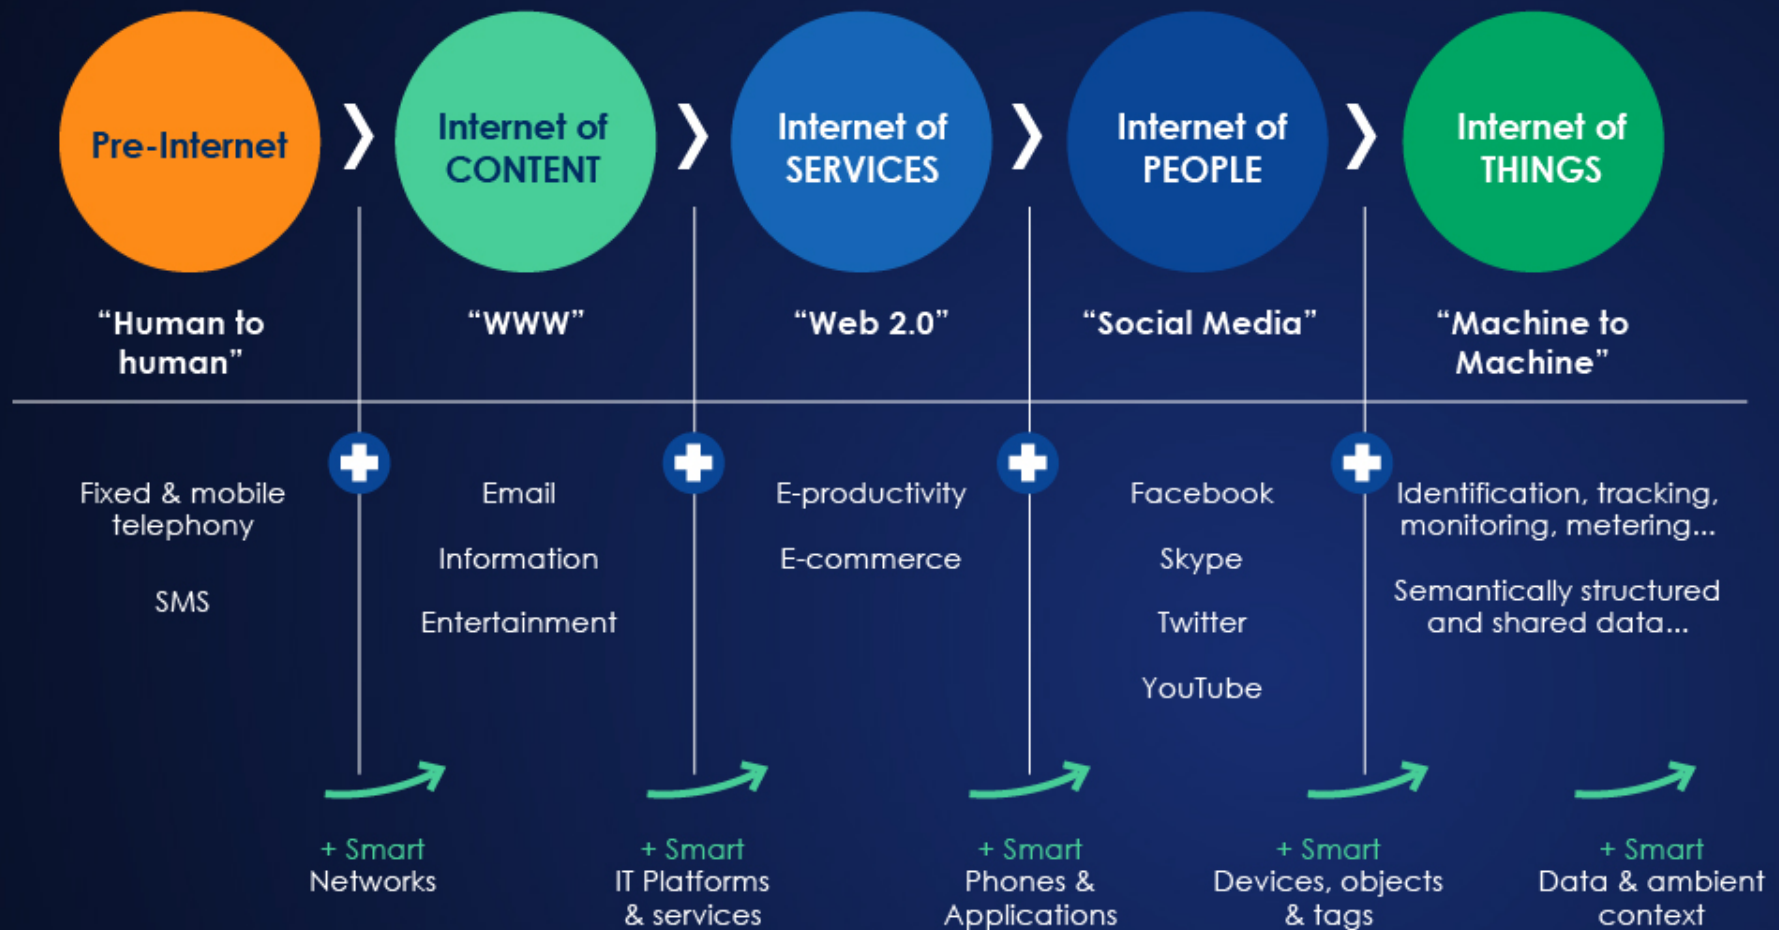 Pre-Internet
Internet of
CONTENT
Internet of
SERVICES
Internet of
PEOPLE
Internet of
THINGS
“Human to
human”
“WWW”
“Web 2.0”
“Social Media”
“Machine to
Machine”
Fixed & mobile
telephony
SMS
Email
Information
Entertainment
E-productivity
E-commerce
Facebook
Skype
Twitter
YouTube
Identification, tracking,
monitoring, metering...
Semantically structured
and shared data...
+ Smart
Networks
+ Smart
IT Platforms
& services
+ Smart
Phones &
Applications
+ Smart
Devices, objects
& tags
+ Smart
Data & ambient
context